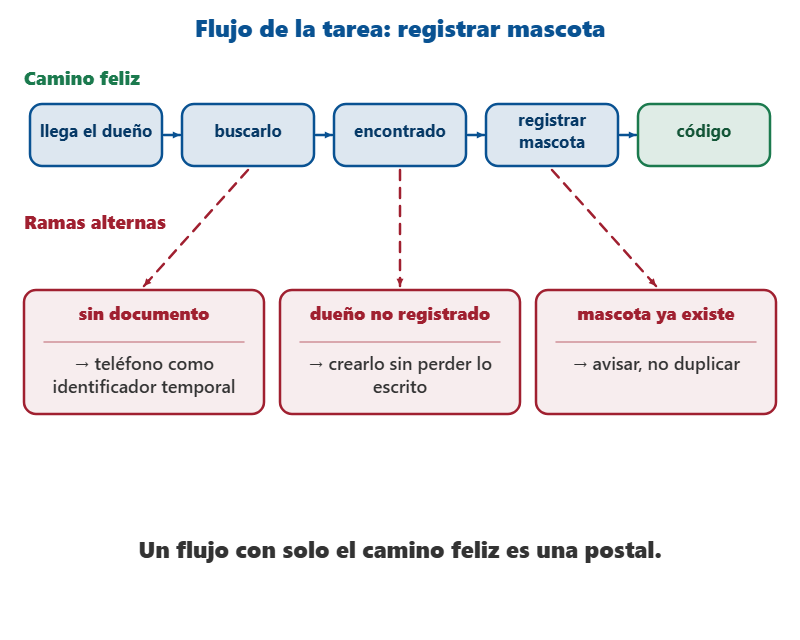 Flujo de la tarea: registrar mascota
Camino feliz
llega el dueño
buscarlo
encontrado
registrar
mascota
código
Ramas alternas
sin documento
→ teléfono como
identificador temporal
dueño no registrado
→ crearlo sin perder lo
escrito
mascota ya existe
→ avisar, no duplicar
Un flujo con solo el camino feliz es una postal.